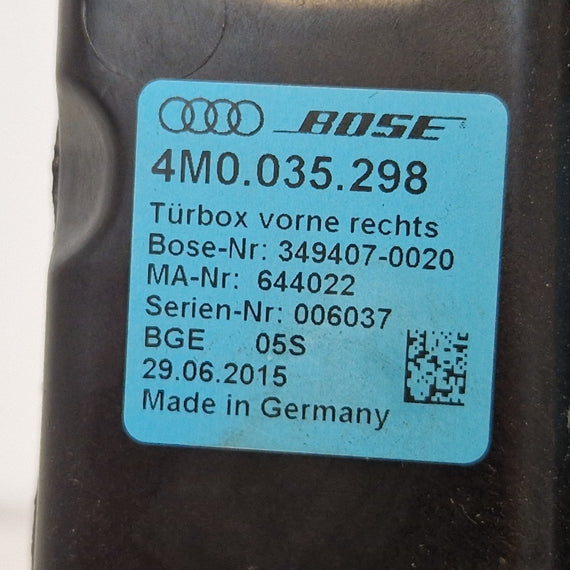 BOSE
4M0.035.298
Türbox vorne rechts
Bose-Nr: 349407-0020
MA-Nr: 644022
Serien-Nr: 006037
BGE 05S
29.06.2015
Made in Germany